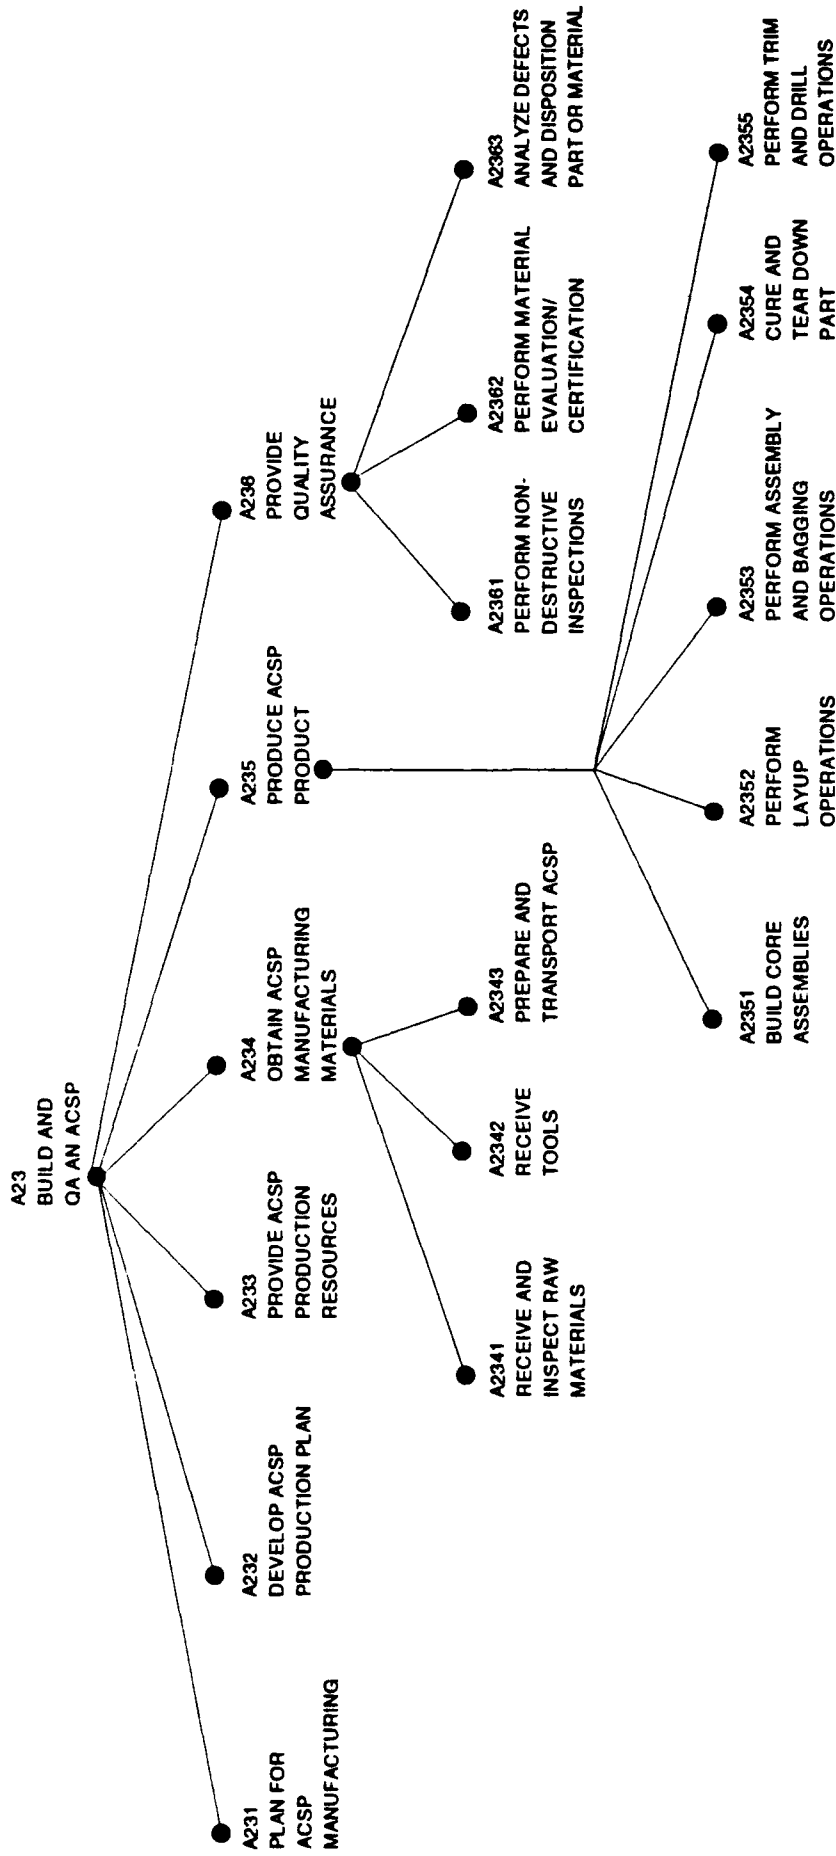 A23
BUILD AND
QA AN ACSP
A231
PLAN FOR
ACSP
MANUFACTURING
A232
DEVELOP ACSP
PRODUCTION PLAN
A233
PROVIDE ACSP
PRODUCTION
RESOURCES
A234
OBTAIN ACSP
MANUFACTURING
MATERIALS
A235
PRODUCE ACSP
PRODUCT
A236
PROVIDE
QUALITY
ASSURANCE
A2341
RECEIVE AND
INSPECT RAW
MATERIALS
A2342
RECEIVE
TOOLS
A2343
PREPARE AND
TRANSPORT ACSP
A2361
PERFORM NON-
DESTRUCTIVE
INSPECTIONS
A2362
PERFORM MATERIAL
EVALUATION/
CERTIFICATION
A2363
ANALYZE DEFECTS
AND DISPOSITION
PART OR MATERIAL
A2351
BUILD CORE
ASSEMBLIES
A2352
PERFORM
LAYUP
OPERATIONS
A2353
PERFORM ASSEMBLY
AND BAGGING
OPERATIONS
A2354
CURE AND
TEAR DOWN
PART
A2355
PERFORM TRIM
AND DRILL
OPERATIONS